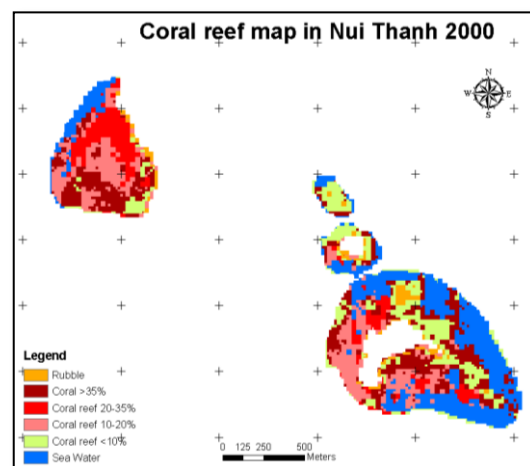 Coral reef map in Nui Thanh 2000
N
W E
S
Legend
Rubble
Coral >35%
Coral reef 20-35%
Coral reef 10-20%
Coral reef <10%
Sea Water
0 125 250 500
Meters